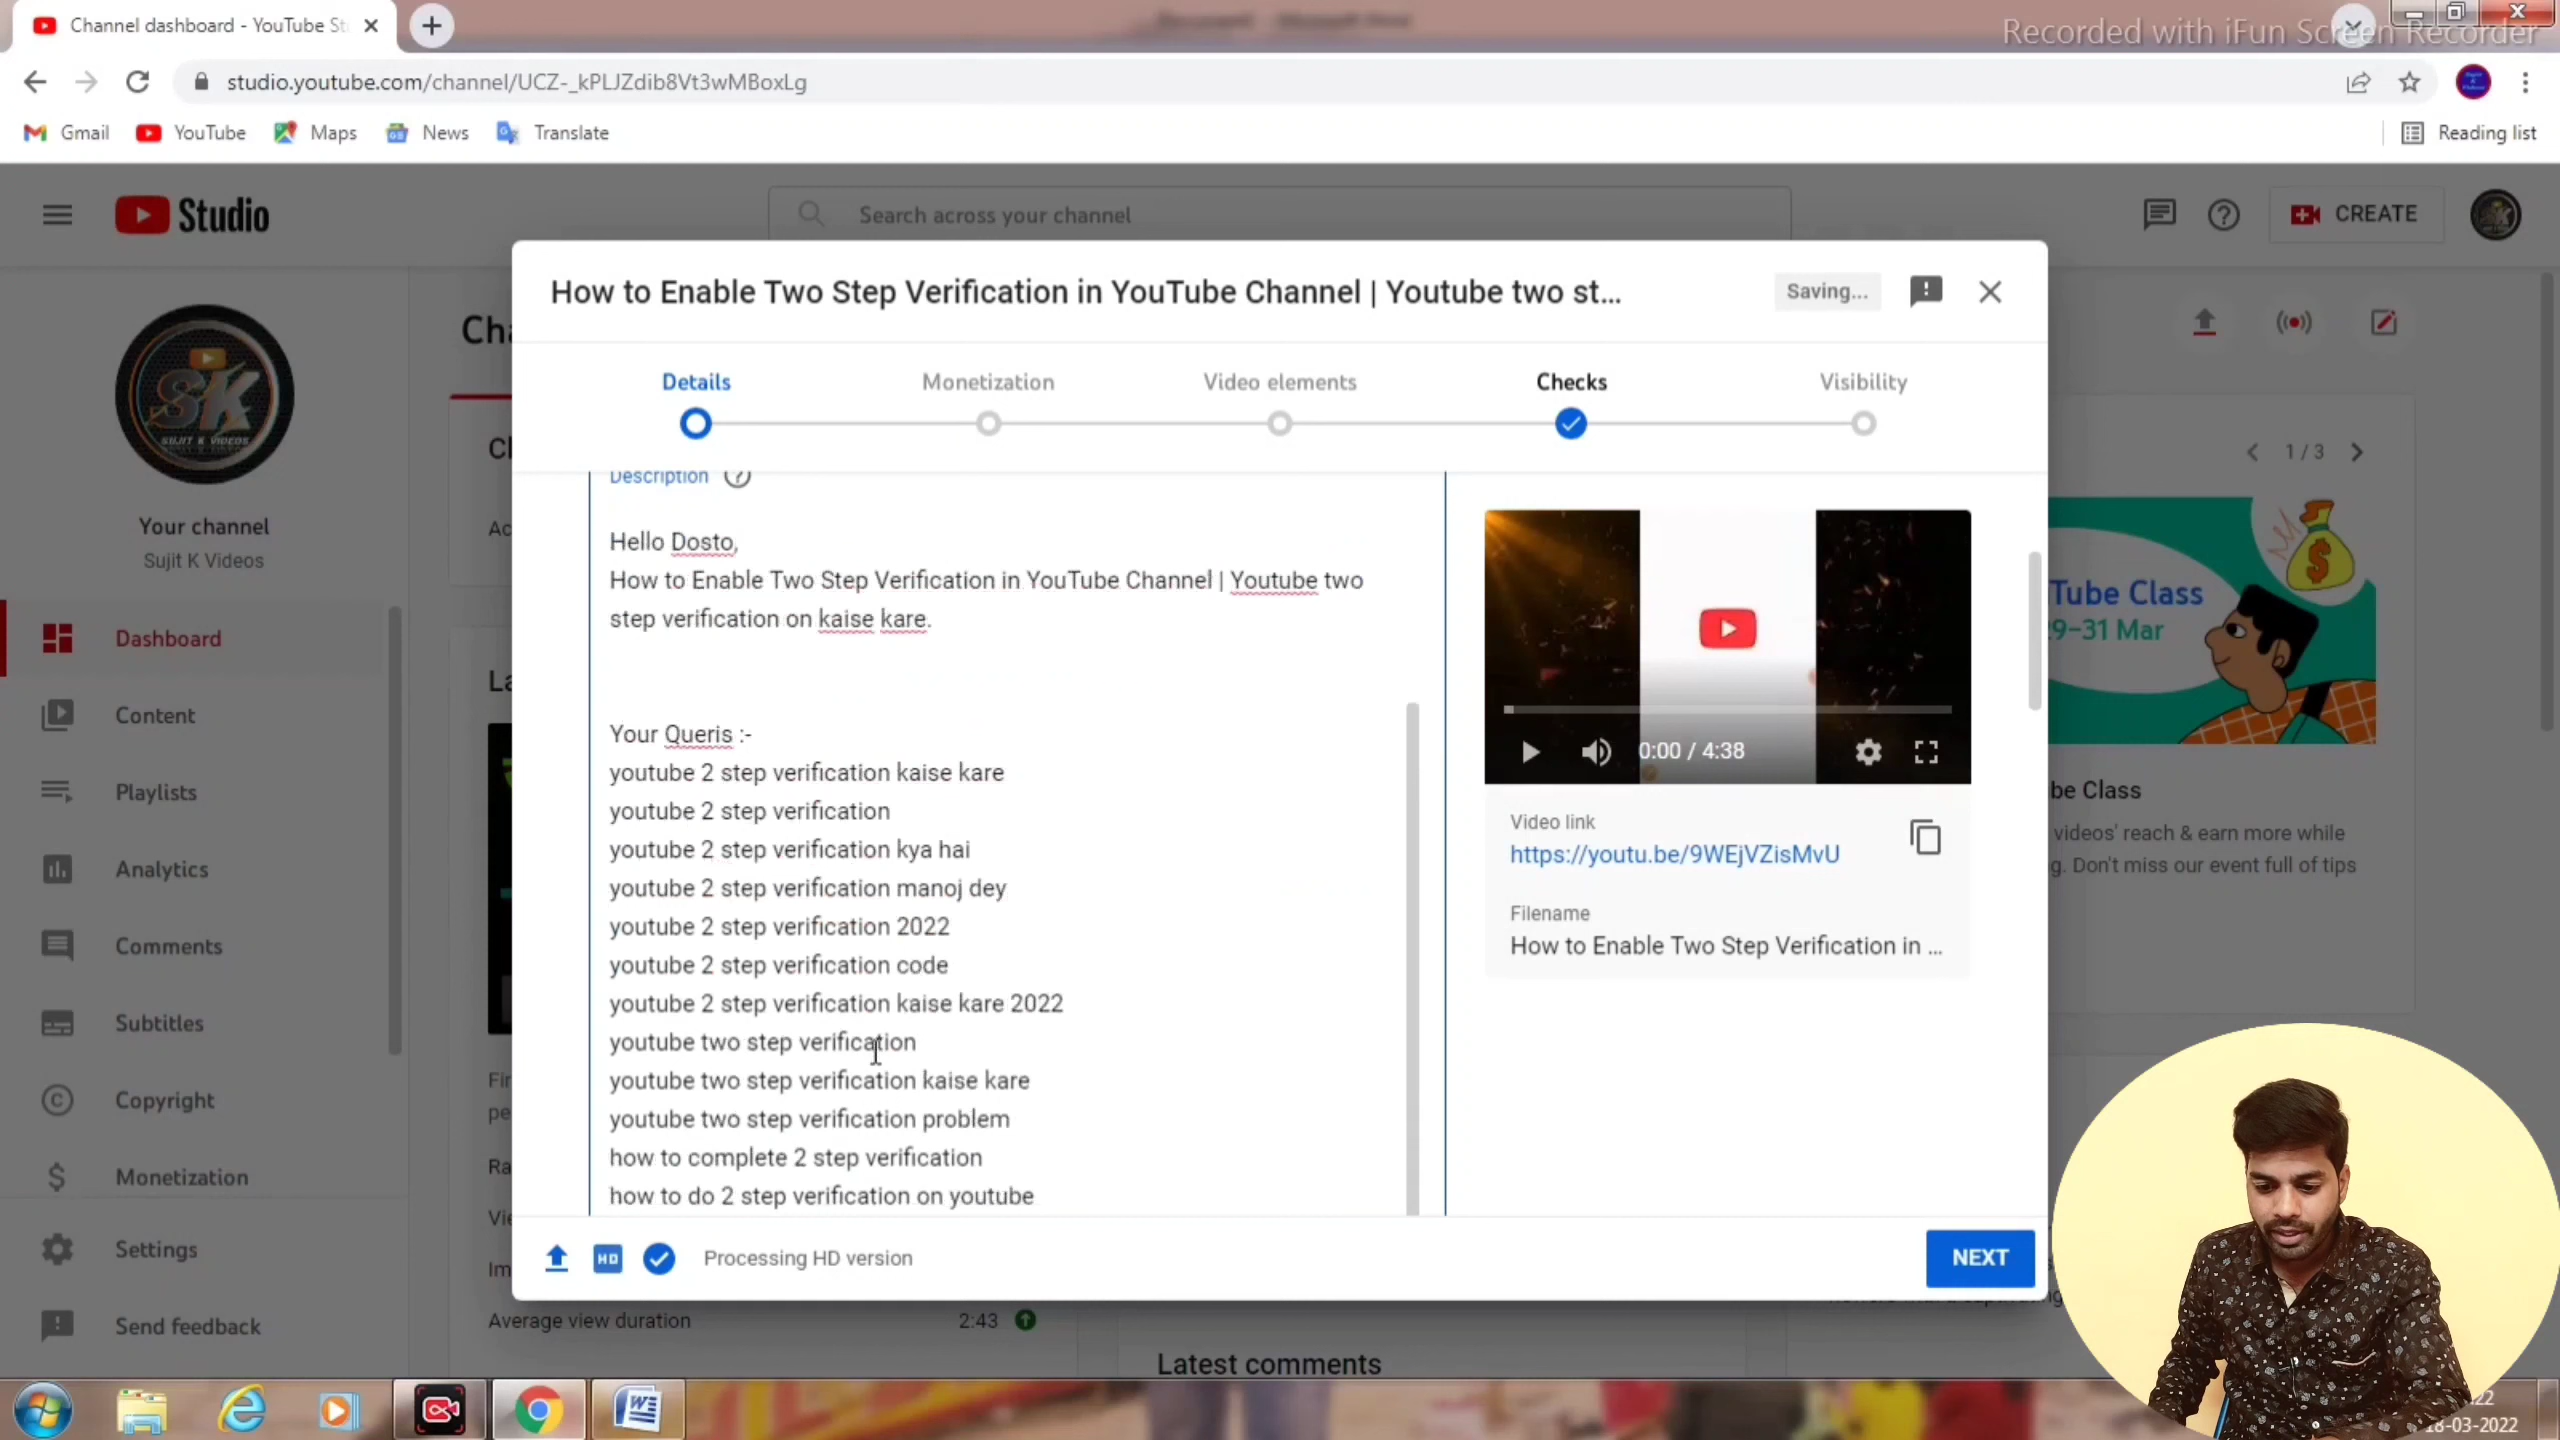 Channel dashboard - YouTube St
Recorded with iFun Screen Recorder
studio.youtube.com/channel/UCZ-_kPLJZdib8Vt3wMBoxLg
Gmail YouTube Maps News Translate Reading list
Studio Search across your channel CREATE
How to Enable Two Step Verification in YouTube Channel | Youtube two st... Saving...
Details Monetization Video elements Checks Visibility
1 / 3
SK
SUJIT K VIDEOS
Your channel
Sujit K Videos
Dashboard
Content
Playlists
Analytics
Comments
Subtitles
Copyright
Monetization
Settings
Send feedback
Description
Hello Dosto,
How to Enable Two Step Verification in YouTube Channel | Youtube two
step verification on kaise kare.
Your Queris :-
youtube 2 step verification kaise kare
youtube 2 step verification
youtube 2 step verification kya hai
youtube 2 step verification manoj dey
youtube 2 step verification 2022
youtube 2 step verification code
youtube 2 step verification kaise kare 2022
youtube two step verification
youtube two step verification kaise kare
youtube two step verification problem
how to complete 2 step verification
how to do 2 step verification on youtube
0:00 / 4:38
Video link
https://youtu.be/9WEjVZisMvU
Filename
How to Enable Two Step Verification in ...
Tube Class
9-31 Mar
be Class
videos' reach & earn more while
g. Don't miss our event full of tips
HD Processing HD version
NEXT
Average view duration 2:43
Latest comments
18-03-2022